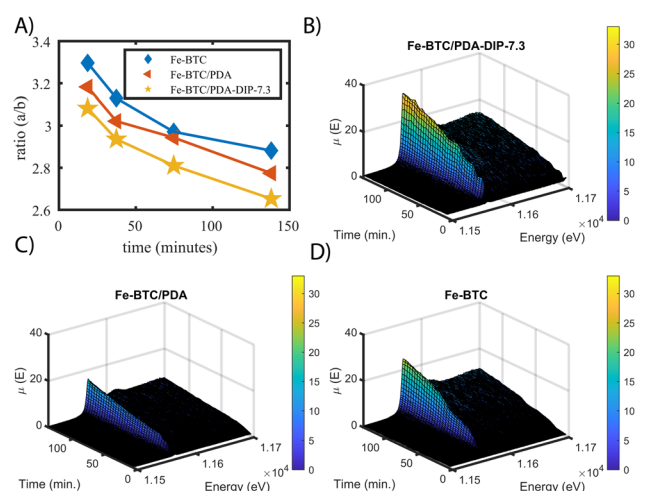 A)
3.4
3.2
3
2.8
2.6
0
50
100
150
ratio (a/b)
time (minutes)
Fe-BTC
Fe-BTC/PDA
Fe-BTC/PDA-DIP-7.3
B)
Fe-BTC/PDA-DIP-7.3
40
20
0
μ (E)
100
50
0
Time (min.)
1.15
1.16
1.17
×10⁴
Energy (eV)
30
25
20
15
10
5
0
C)
Fe-BTC/PDA
40
20
0
μ (E)
100
50
0
Time (min.)
1.15
1.16
1.17
×10⁴
Energy (eV)
30
25
20
15
10
5
0
D)
Fe-BTC
40
20
0
μ (E)
100
50
0
Time (min.)
1.15
1.16
1.17
×10⁴
Energy (eV)
30
25
20
15
10
5
0